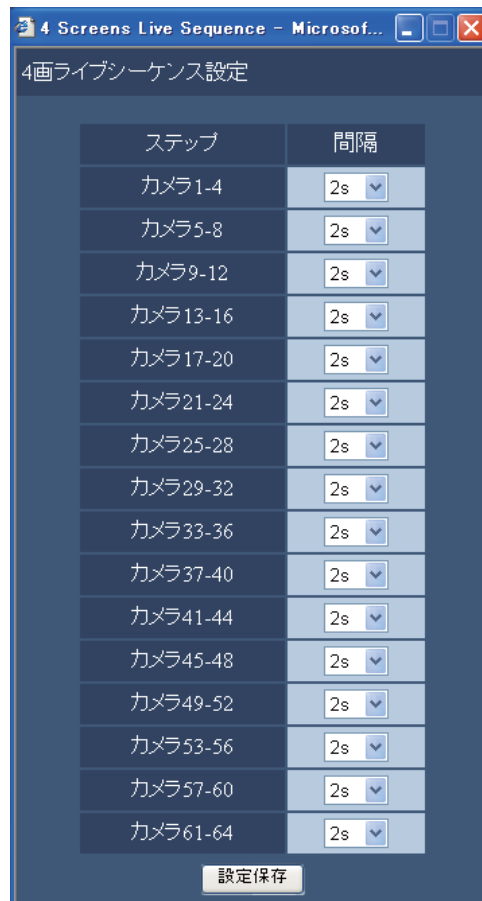 4 Screens Live Sequence - Microsof...
4画ライブシーケンス設定
ステップ 間隔
カメラ1-4 2s
カメラ5-8 2s
カメラ9-12 2s
カメラ13-16 2s
カメラ17-20 2s
カメラ21-24 2s
カメラ25-28 2s
カメラ29-32 2s
カメラ33-36 2s
カメラ37-40 2s
カメラ41-44 2s
カメラ45-48 2s
カメラ49-52 2s
カメラ53-56 2s
カメラ57-60 2s
カメラ61-64 2s
設定保存